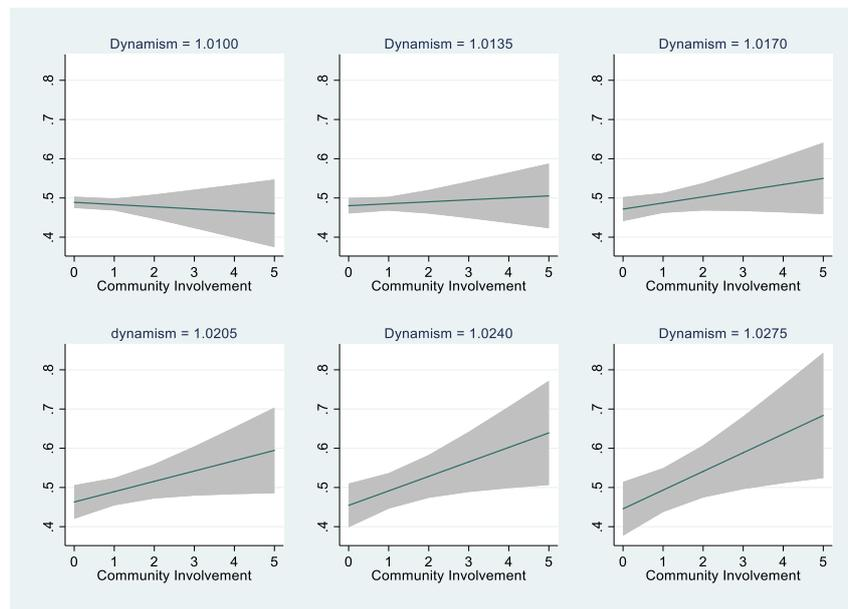 Dynamism = 1.0100 Dynamism = 1.0135 Dynamism = 1.0170
.8 .8 .8
.7 .7 .7
.6 .6 .6
.5 .5 .5
.4 .4 .4
0 1 2 3 4 5 0 1 2 3 4 5 0 1 2 3 4 5
Community Involvement Community Involvement Community Involvement
dynamism = 1.0205 Dynamism = 1.0240 Dynamism = 1.0275
.8 .8 .8
.7 .7 .7
.6 .6 .6
.5 .5 .5
.4 .4 .4
0 1 2 3 4 5 0 1 2 3 4 5 0 1 2 3 4 5
Community Involvement Community Involvement Community Involvement